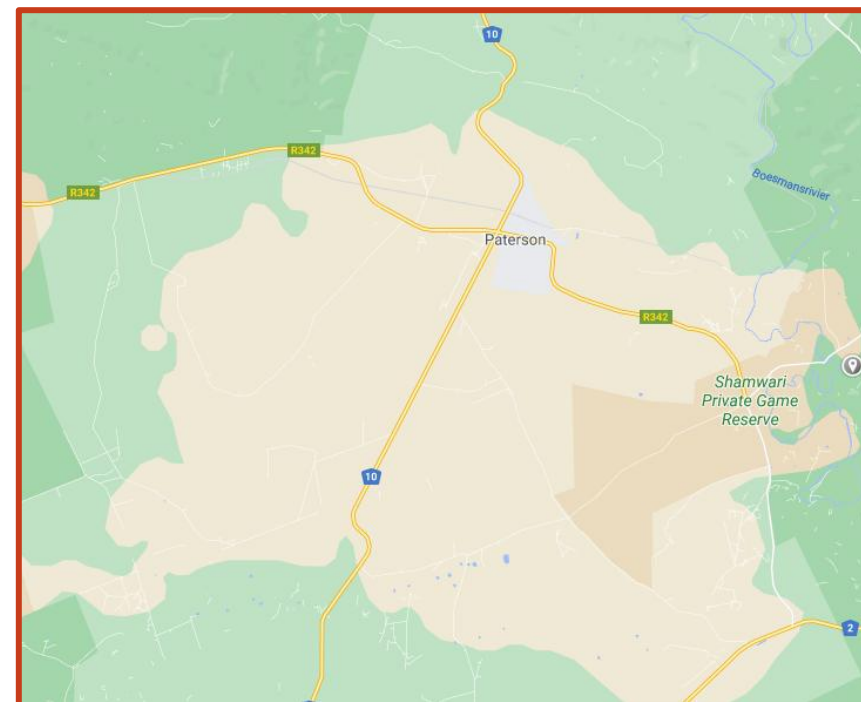 10
R342
R342
Boesmansrivier
Paterson
R342
Shamwari
Private Game
Reserve
10
2